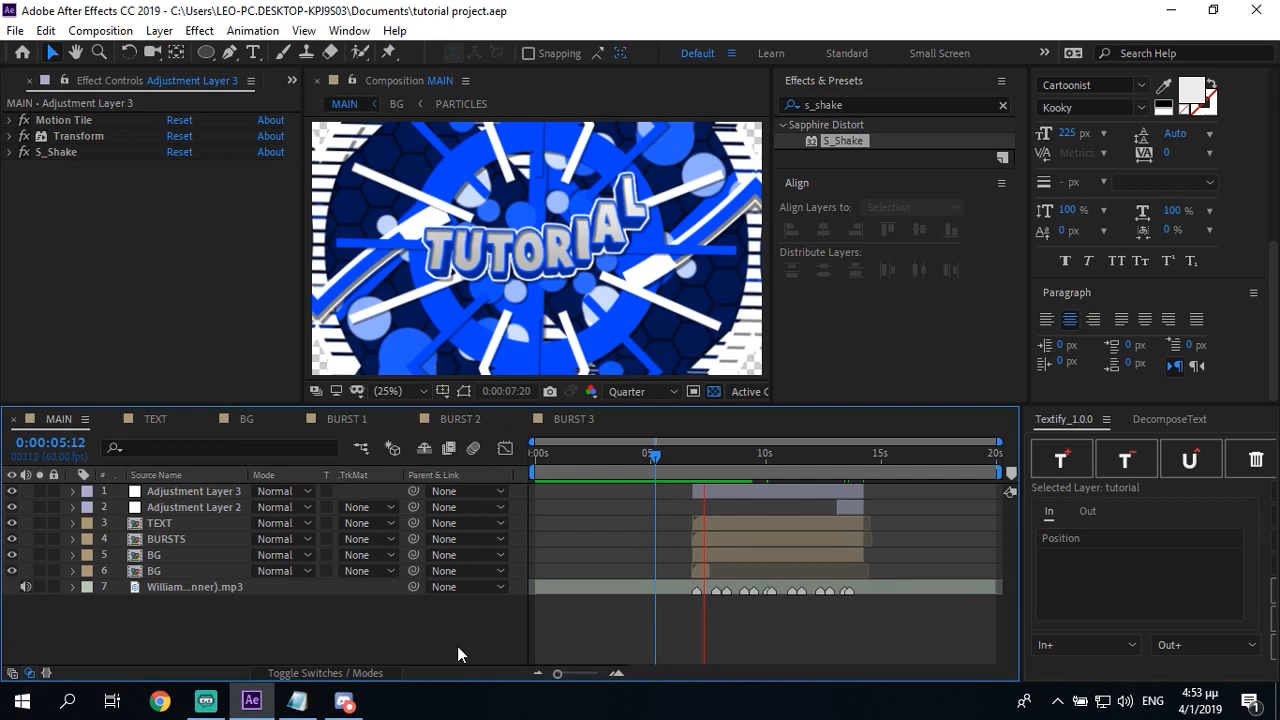 Adobe After Effects CC 2019 - C:\Users\LEO-PC.DESKTOP-KPJ9S03\Documents\tutorial project.aep
File Edit Composition Layer Effect Animation View Window Help
Snapping Default Learn Standard Small Screen Search Help
Effect Controls Adjustment Layer 3
Composition MAIN
Effects & Presets
MAIN - Adjustment Layer 3
Motion Tile Reset About
Transform Reset About
S_Shake Reset About
MAIN BG PARTICLES
TUTORIAL
(25%) 0:00:07:20 Quarter Active C
s_shake
Sapphire Distort
S_Shake
Align
Align Layers to: Selection
Distribute Layers:
Cartoonist
Kooky
225 px Auto
Metrics 0
- px
100 % 100 %
0 px 0 %
T T TT Tt T¹ T₁
Paragraph
0 px 0 px 0 px
0 px 0 px
MAIN TEXT BG BURST 1 BURST 2 BURST 3
0:00:05:12
00312 (60.00 fps)
:00s 05s 10s 15s 20s
# Source Name Mode T .TrkMat Parent & Link
1 Adjustment Layer 3 Normal None
2 Adjustment Layer 2 Normal None None
3 TEXT Normal None None
4 BURSTS Normal None None
5 BG Normal None None
6 BG Normal None None
7 William...nner).mp3 None
Toggle Switches / Modes
Textify_1.0.0 DecomposeText
Selected Layer: tutorial
In Out
Position
In+ Out+
Ae
ENG
4:53 μμ
4/1/2019
1